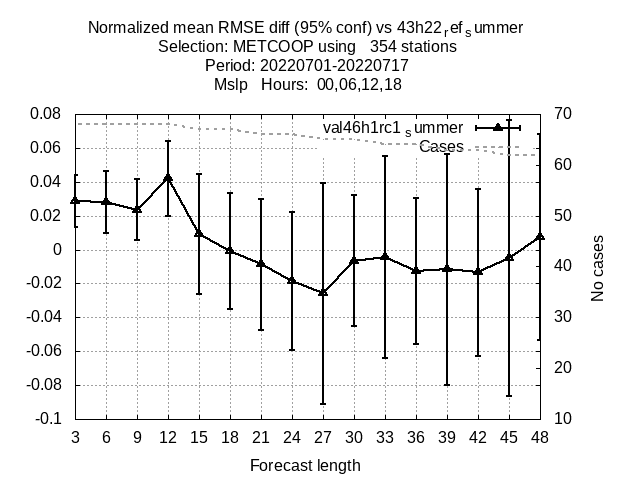 Normalized mean RMSE diff (95% conf) vs 43h22refsummer
Selection: METCOOP using 354 stations
Period: 20220701-20220717
Mslp Hours: 00,06,12,18
val46h1rc1summer
Cases
0.08
0.06
0.04
0.02
0
-0.02
-0.04
-0.06
-0.08
-0.1
70
60
50
40
30
20
10
No cases
3 6 9 12 15 18 21 24 27 30 33 36 39 42 45 48
Forecast length